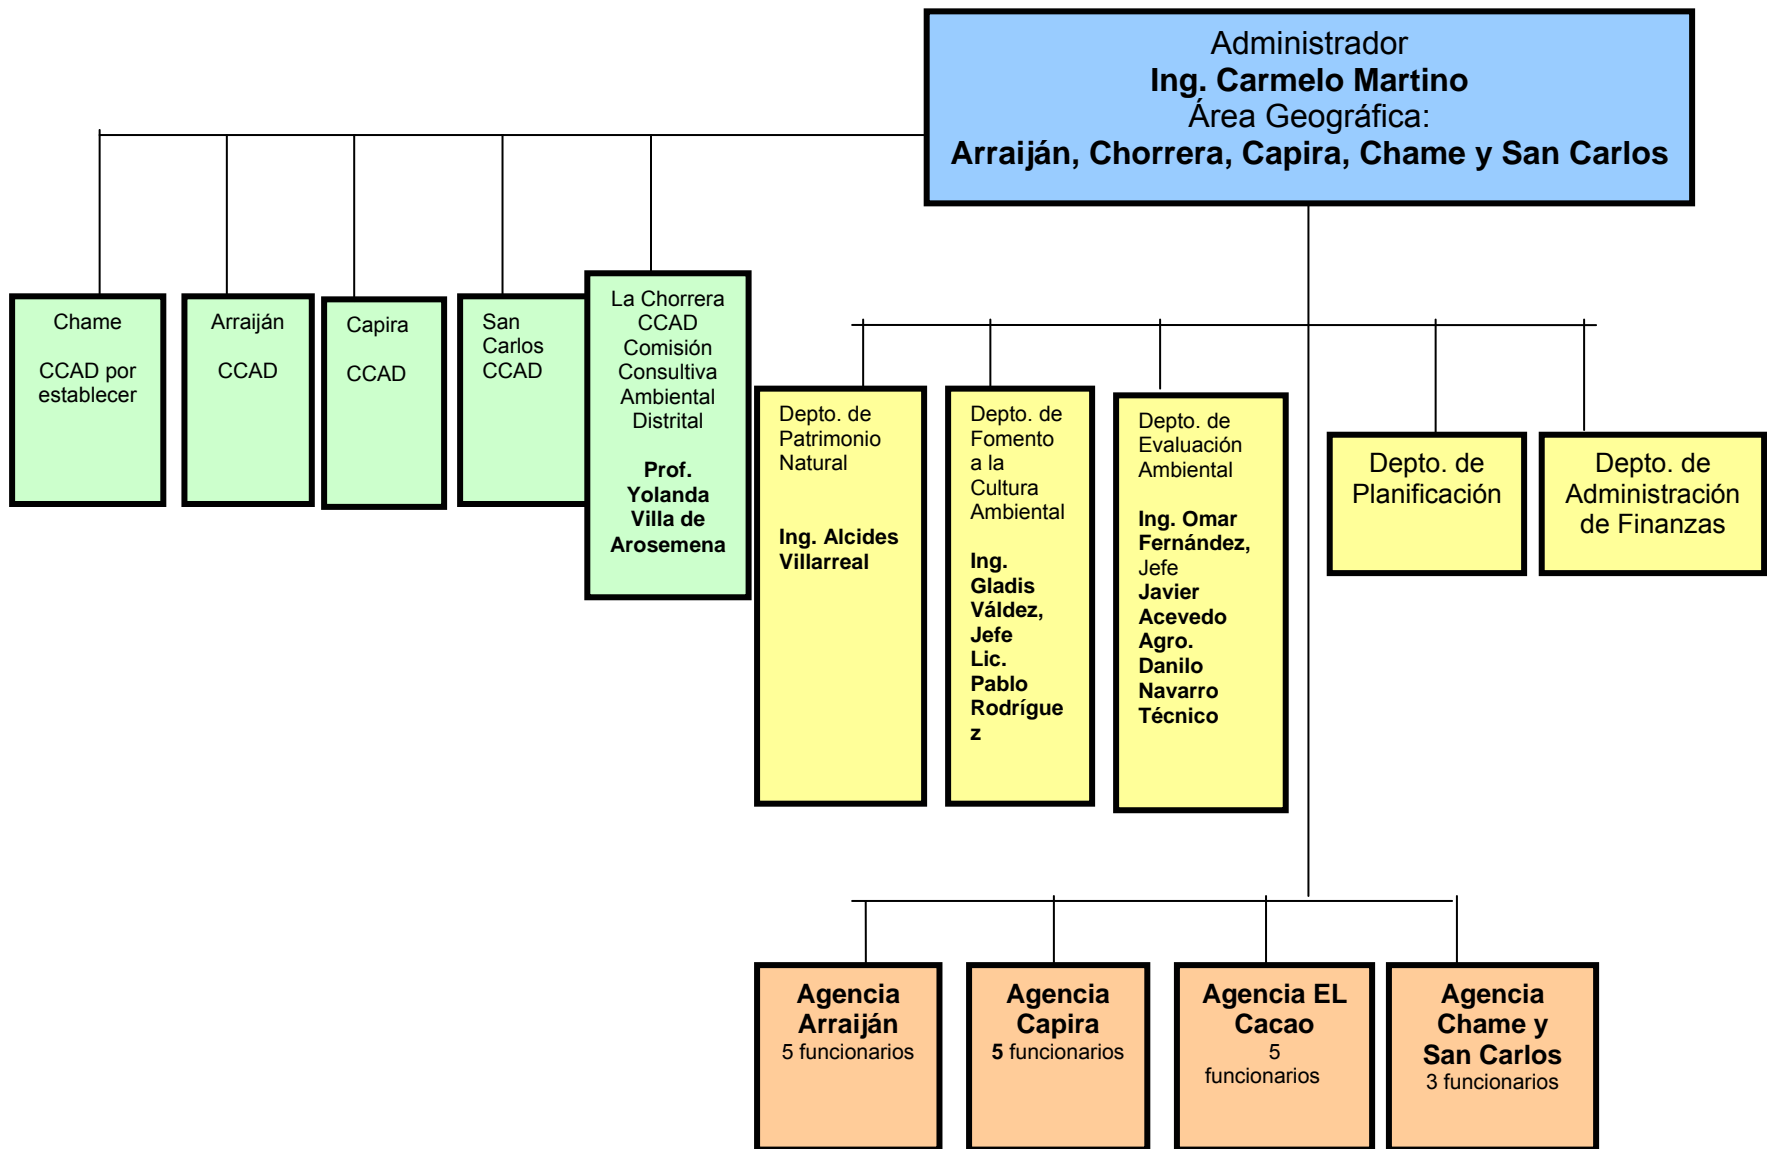 Administrador
Ing. Carmelo Martino
Área Geográfica:
Arraiján, Chorrera, Capira, Chame y San Carlos
Chame
CCAD por
establecer
Arraiján
CCAD
Capira
CCAD
San
Carlos
CCAD
La Chorrera
CCAD
Comisión
Consultiva
Ambiental
Distrital
Prof.
Yolanda
Villa de
Arosemena
Depto. de
Patrimonio
Natural
Ing. Alcides
Villarreal
Depto. de
Fomento
a la
Cultura
Ambiental
Ing.
Gladis
Váldez,
Jefe
Lic.
Pablo
Rodrígue
z
Depto. de
Evaluación
Ambiental
Ing. Omar
Fernández,
Jefe
Javier
Acevedo
Agro.
Danilo
Navarro
Técnico
Depto. de
Planificación
Depto. de
Administración
de Finanzas
Agencia
Arraiján
5 funcionarios
Agencia
Capira
5 funcionarios
Agencia EL
Cacao
5
funcionarios
Agencia
Chame y
San Carlos
3 funcionarios